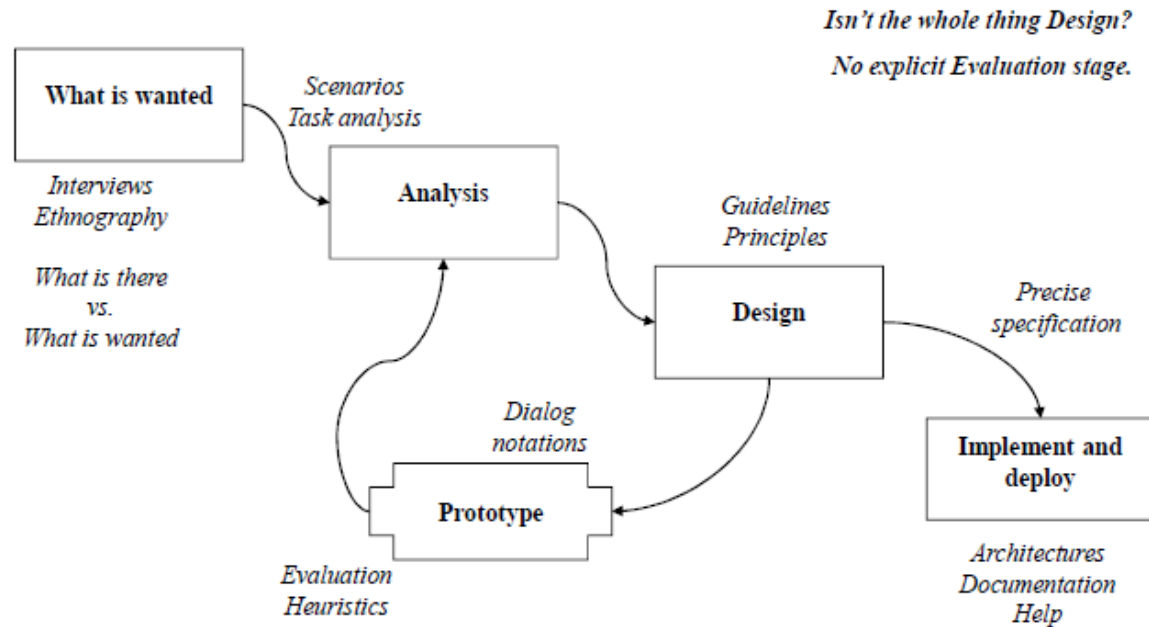 Isn't the whole thing Design?
No explicit Evaluation stage.
What is wanted
Scenarios
Task analysis
Interviews
Ethnography
What is there
vs.
What is wanted
Analysis
Guidelines
Principles
Design
Precise
specification
Dialog
notations
Prototype
Evaluation
Heuristics
Implement and
deploy
Architectures
Documentation
Help